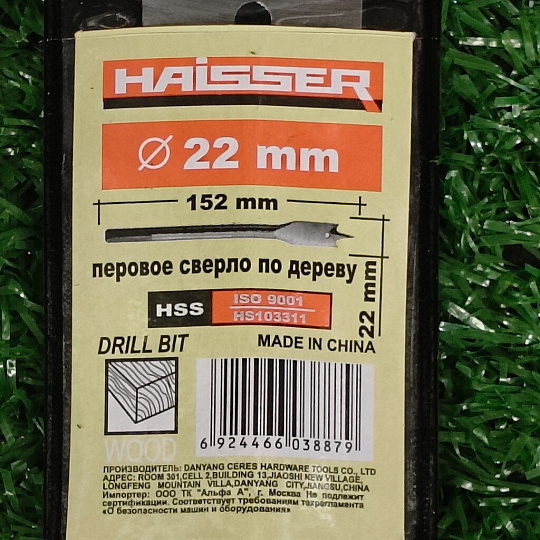 HAISSER
Ø 22 mm
152 mm
22 mm
перовое сверло по дереву
HSS
ISO 9001
HS103311
DRILL BIT
MADE IN CHINA
WOOD
6 924466 038879
ПРОИЗВОДИТЕЛЬ: DANYANG CERES HARDWARE TOOLS CO., LTD
АДРЕС: ROOM 301,CELL 2,BUILDING 13,JIAOSHI NEW VILLAGE,
LONGFENG MOUNTAIN VILLA,DANYANG CITY,JIANGSU,CHINA
Импортер: ООО ТК "Альфа А", г. Москва Не подлежит
сертификации. Соответствует требованиям техрегламента
«О безопасности машин и оборудования»